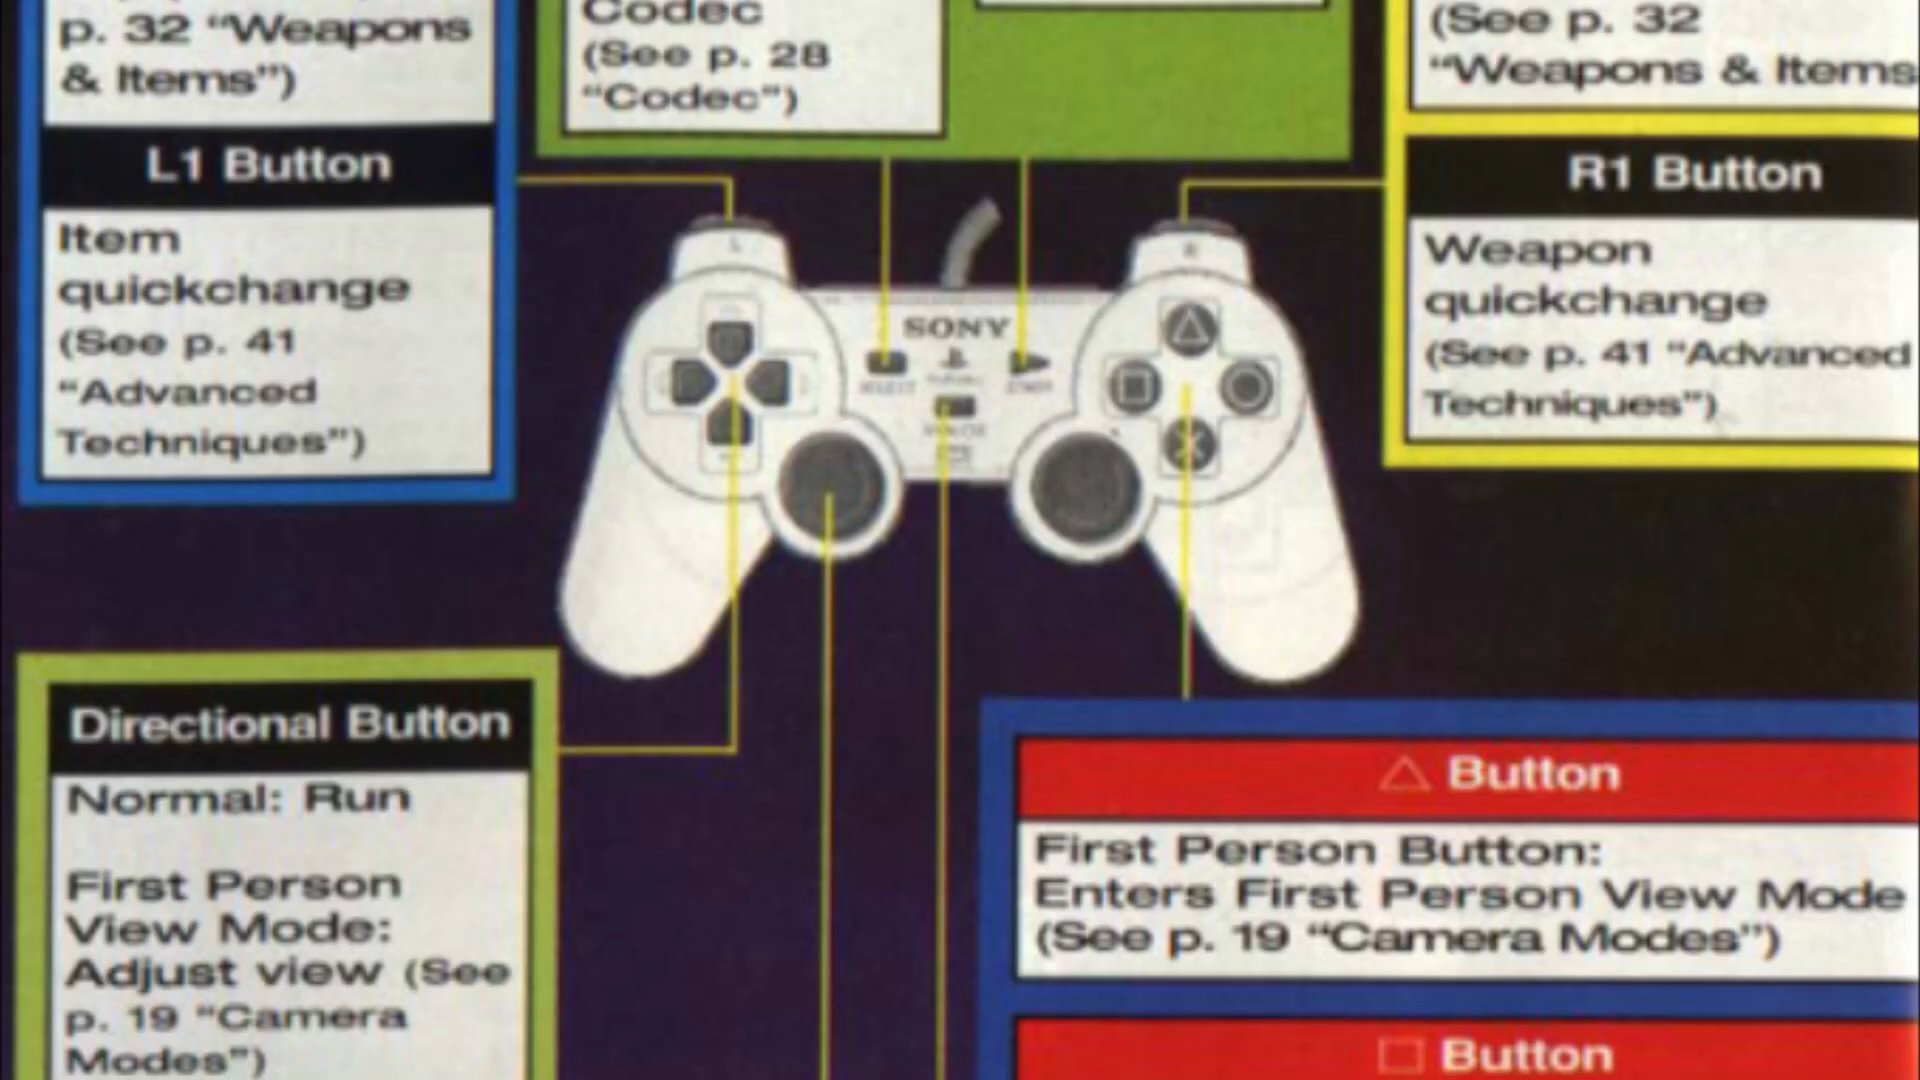 p. 32 “Weapons
& Items”)
L1 Button
Item
quickchange
(See p. 41
“Advanced
Techniques”)
Codec
(See p. 28
“Codec”)
(See p. 32
“Weapons & Items
R1 Button
Weapon
quickchange
(See p. 41 “Advanced
Techniques”)
L
R
SONY
SELECT
START
Directional Button
Normal: Run
First Person
View Mode:
Adjust view (See
p. 19 “Camera
Modes”)
△ Button
First Person Button:
Enters First Person View Mode
(See p. 19 “Camera Modes”)
□ Button